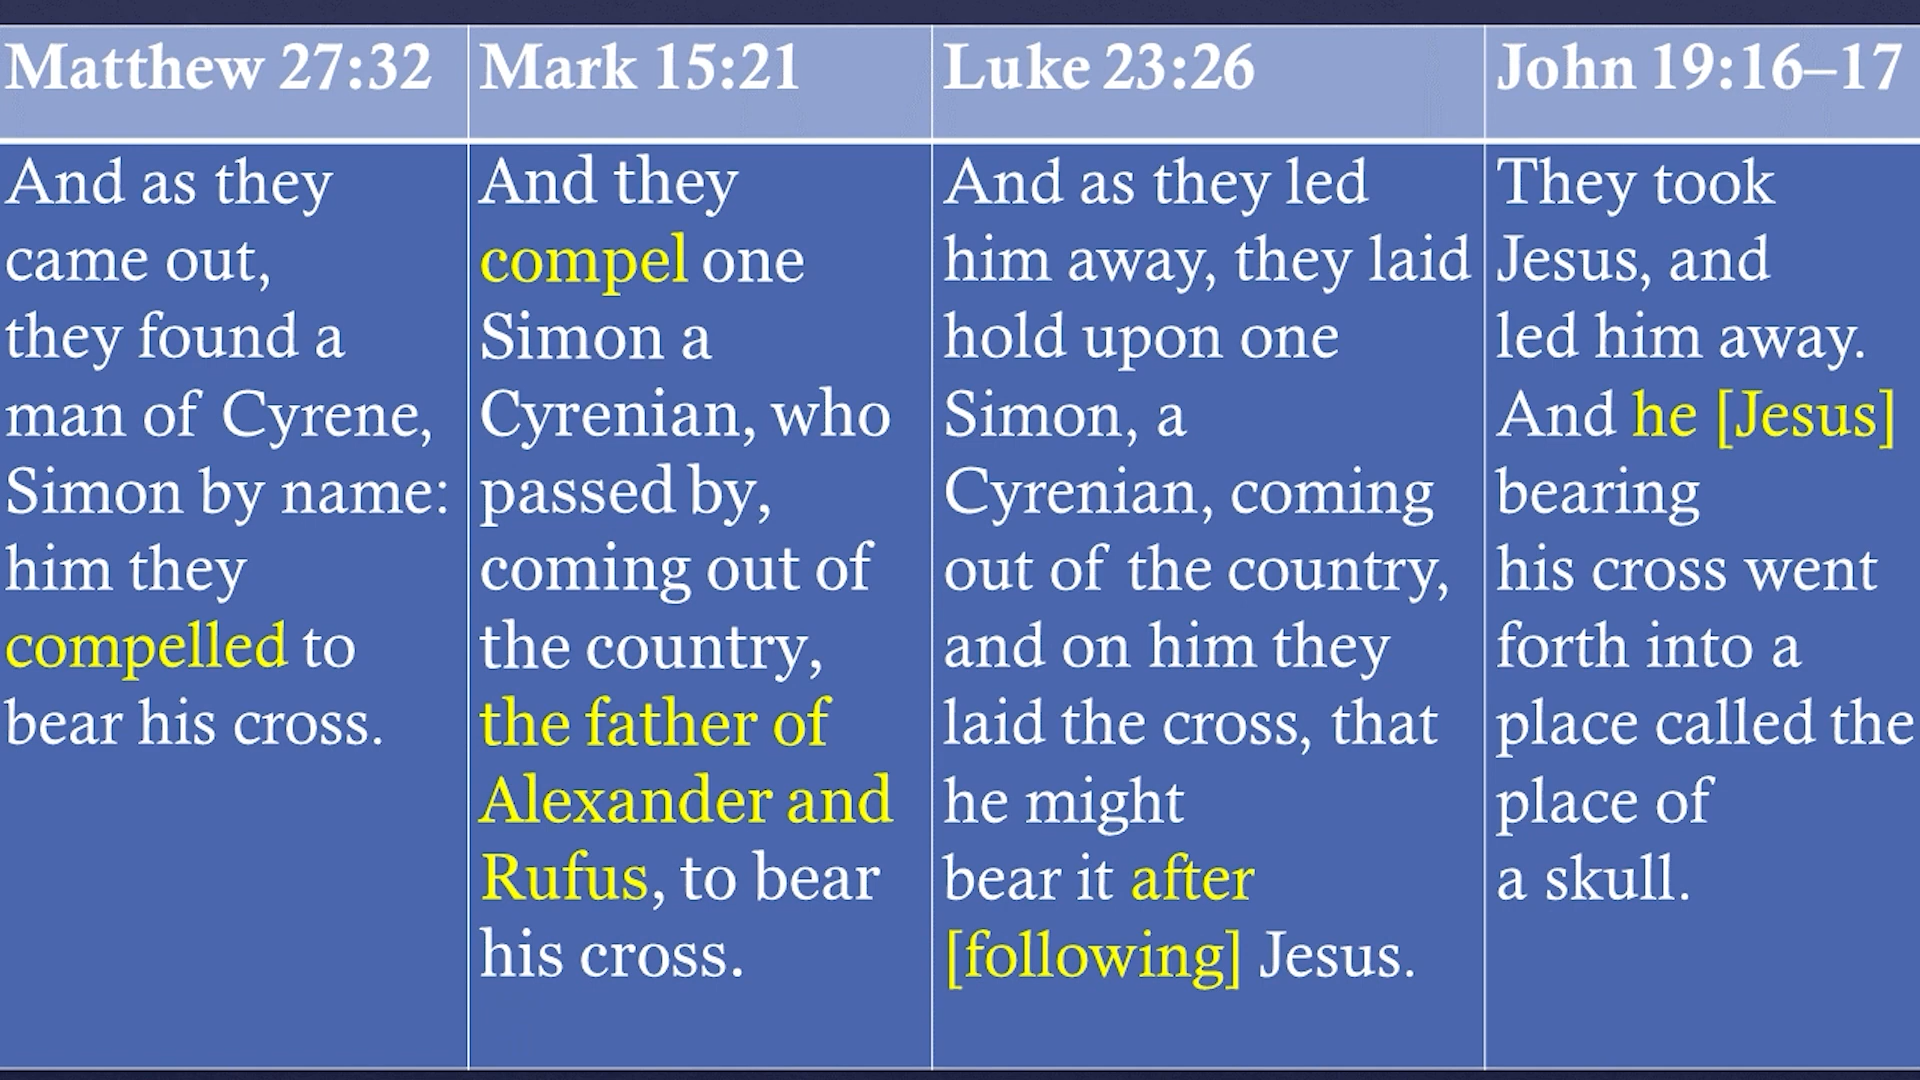 Matthew 27:32
And as they
came out,
they found a
man of Cyrene,
Simon by name:
him they
compelled to
bear his cross.
Mark 15:21
And they
compel one
Simon a
Cyrenian, who
passed by,
coming out of
the country,
the father of
Alexander and
Rufus, to bear
his cross.
Luke 23:26
And as they led
him away, they laid
hold upon one
Simon, a
Cyrenian, coming
out of the country,
and on him they
laid the cross, that
he might
bear it after
[following] Jesus.
John 19:16–17
They took
Jesus, and
led him away.
And he [Jesus]
bearing
his cross went
forth into a
place called the
place of
a skull.